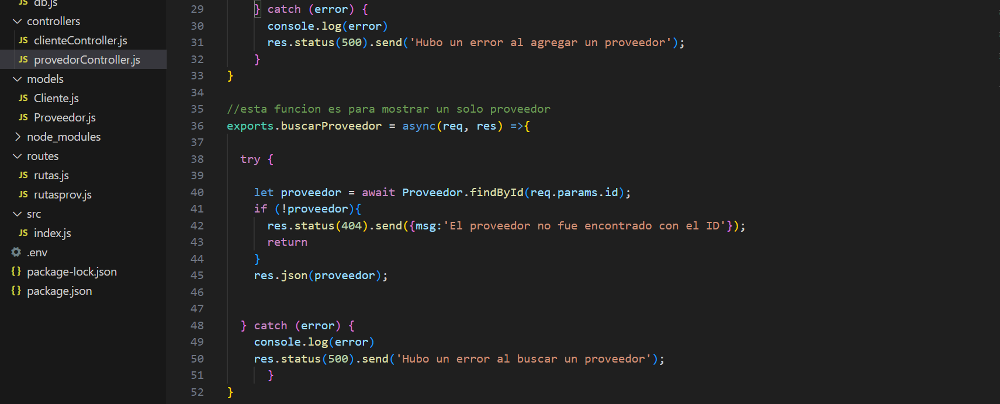 JS db.js
controllers
JS clienteController.js
JS provedorController.js
models
JS Cliente.js
JS Proveedor.js
node_modules
routes
JS rutas.js
JS rutasprov.js
src
JS index.js
.env
{} package-lock.json
{} package.json
29 } catch (error) {
30 console.log(error)
31 res.status(500).send('Hubo un error al agregar un proveedor');
32 }
33 }
34
35 //esta funcion es para mostrar un solo proveedor
36 exports.buscarProveedor = async(req, res) =>{
37
38 try {
39
40 let proveedor = await Proveedor.findById(req.params.id);
41 if (!proveedor){
42 res.status(404).send({msg:'El proveedor no fue encontrado con el ID'});
43 return
44 }
45 res.json(proveedor);
46
47
48 } catch (error) {
49 console.log(error)
50 res.status(500).send('Hubo un error al buscar un proveedor');
51 }
52 }